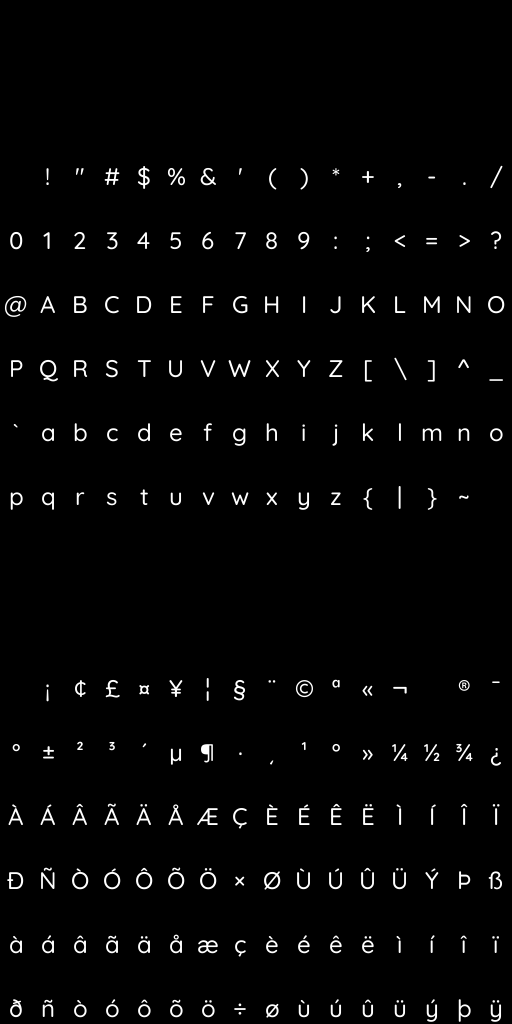 ! " # $ % & ' ( ) * + , - . /
0 1 2 3 4 5 6 7 8 9 : ; < = > ?
@ A B C D E F G H I J K L M N O
P Q R S T U V W X Y Z [ \ ] ^ _
` a b c d e f g h i j k l m n o
p q r s t u v w x y z { | } ~
¡ ¢ £ ¤ ¥ ¦ § ¨ © ª « ¬ ® ¯
° ± ² ³ ´ µ ¶ · ¸ ¹ º » ¼ ½ ¾ ¿
À Á Â Ã Ä Å Æ Ç È É Ê Ë Ì Í Î Ï
Ð Ñ Ò Ó Ô Õ Ö × Ø Ù Ú Û Ü Ý Þ ß
à á â ã ä å æ ç è é ê ë ì í î ï
ð ñ ò ó ô õ ö ÷ ø ù ú û ü ý þ ÿ